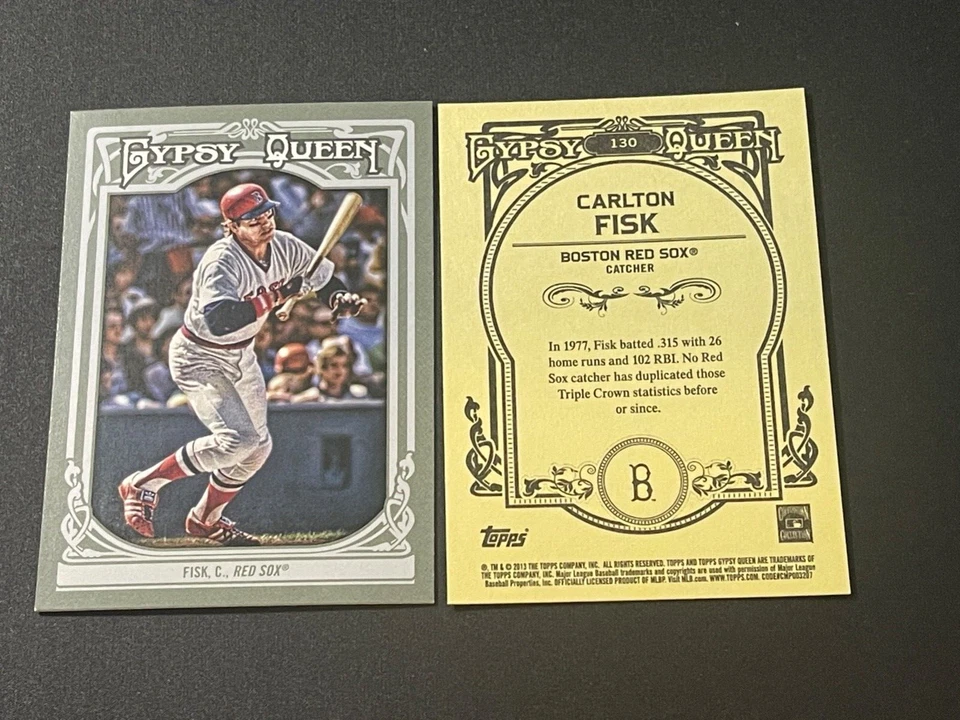 GYPSY QUEEN
FISK, C., RED SOX®
GYPSY 130 QUEEN
CARLTON
FISK
BOSTON RED SOX®
CATCHER
In 1977, Fisk batted .315 with 26
home runs and 102 RBI. No Red
Sox catcher has duplicated those
Triple Crown statistics before
or since.
B
topps
COOPERSTOWN
COLLECTION
®, TM & © 2013 THE TOPPS COMPANY, INC. ALL RIGHTS RESERVED. TOPPS AND TOPPS GYPSY QUEEN ARE TRADEMARKS OF
THE TOPPS COMPANY, INC. Major League Baseball trademarks and copyrights are used with permission of Major League
Baseball Properties, Inc. OFFICIALLY LICENSED PRODUCT OF MLBP. Visit MLB.com. WWW.TOPPS.COM. CODE#CMP003207